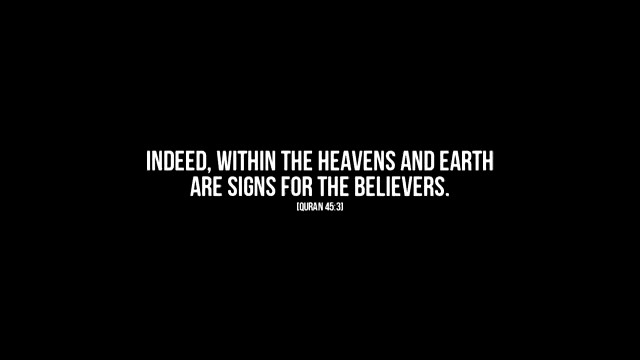 INDEED, WITHIN THE HEAVENS AND EARTH
ARE SIGNS FOR THE BELIEVERS.
[QURAN 45:3]